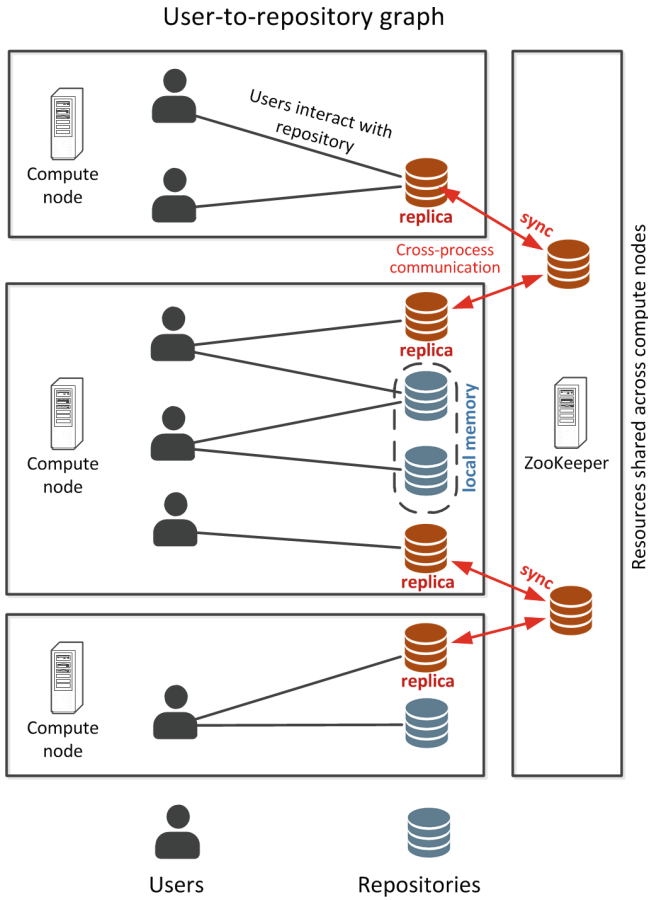 User-to-repository graph
Users interact with
repository
Compute
node
replica
sync
Cross-process
communication
replica
Compute
node
local memory
ZooKeeper
Resources shared across compute nodes
replica
sync
replica
Compute
node
Users
Repositories